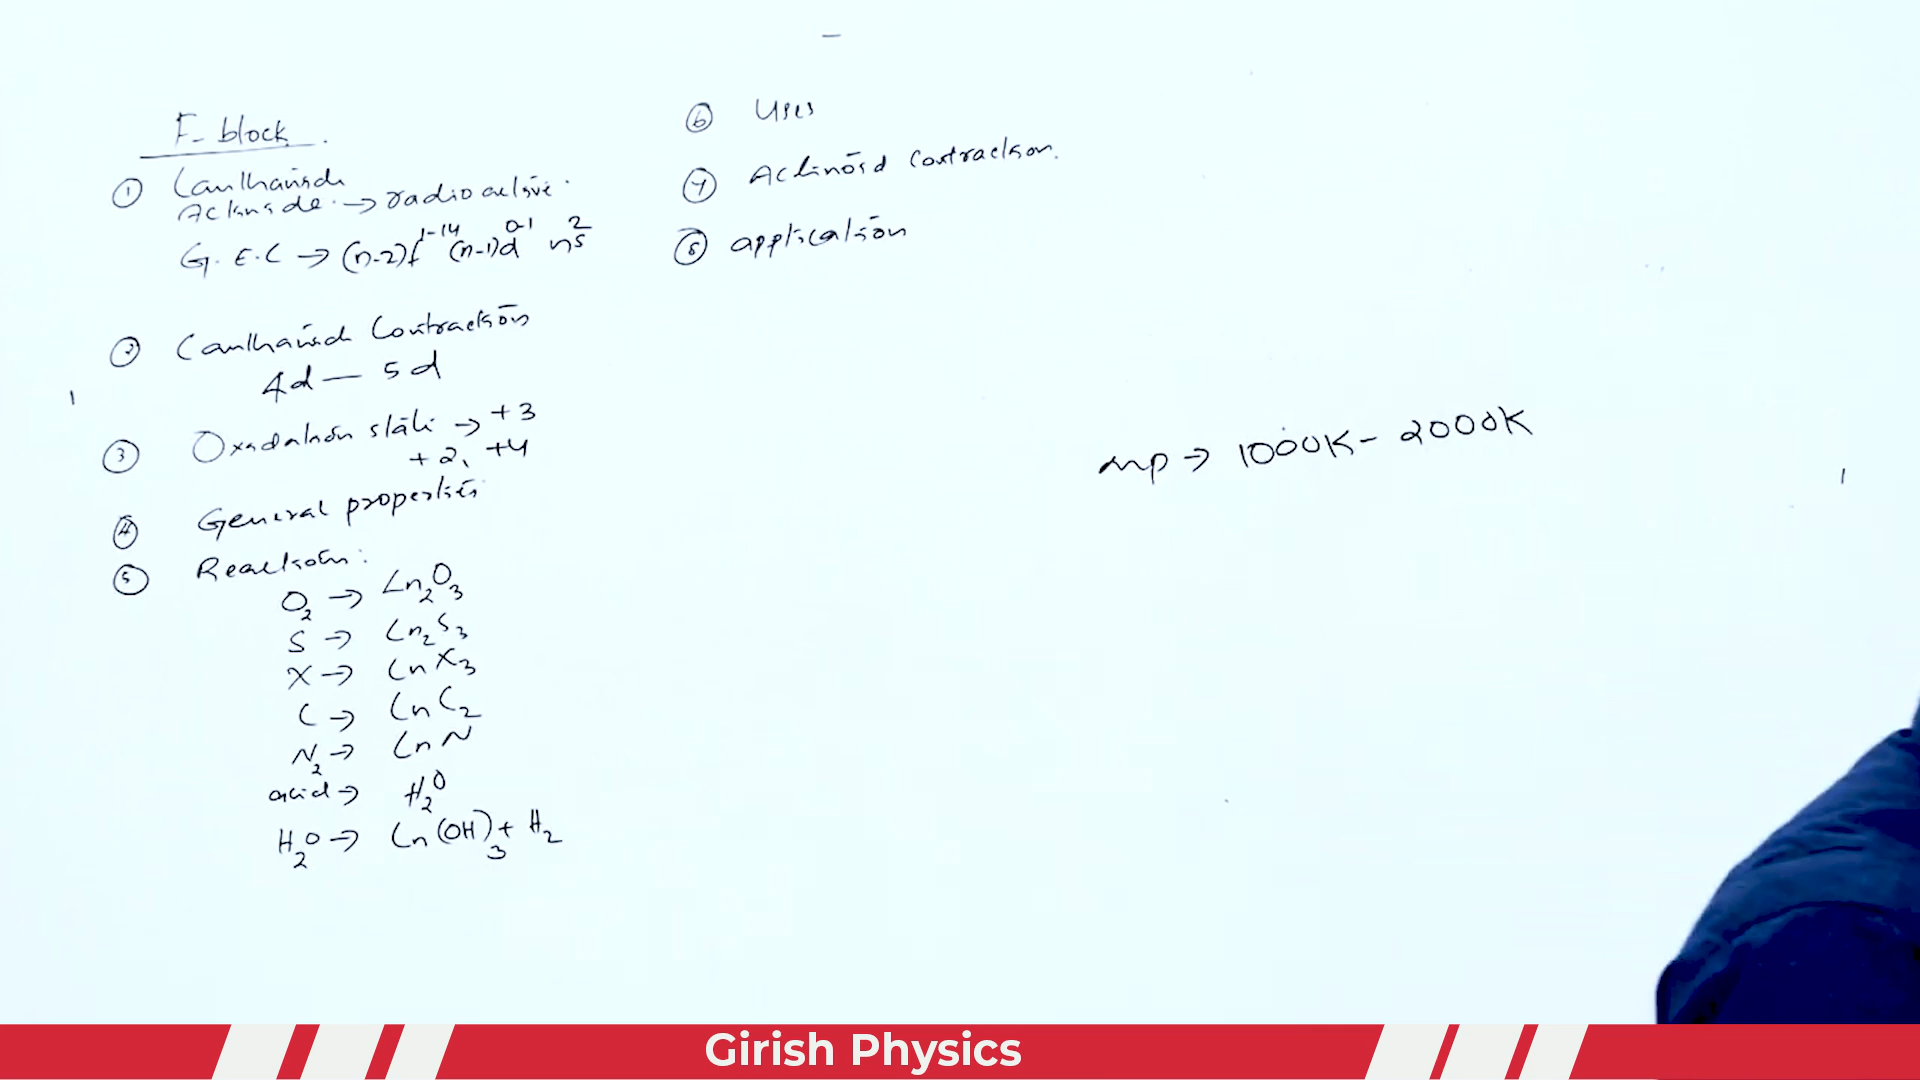 F-block.
① Lanthanide
Actinide. → radioactive.
G.E.C → (n-2)f¹⁻¹⁴ (n-1)d⁰⁻¹ ns²
② Lanthanide Contraction
4d — 5d
③ Oxidation state → +3
+2, +4
④ General properties
⑤ Reaction:
O₂ → Ln₂O₃
S → Ln₂S₃
X → LnX₃
C → LnC₂
N₂ → LnN
acid → H₂O
H₂O → Ln(OH)₃ + H₂
⑥ Uses
⑦ Actinoid Contraction.
⑧ application
mp → 1000K - 2000K
Girish Physics